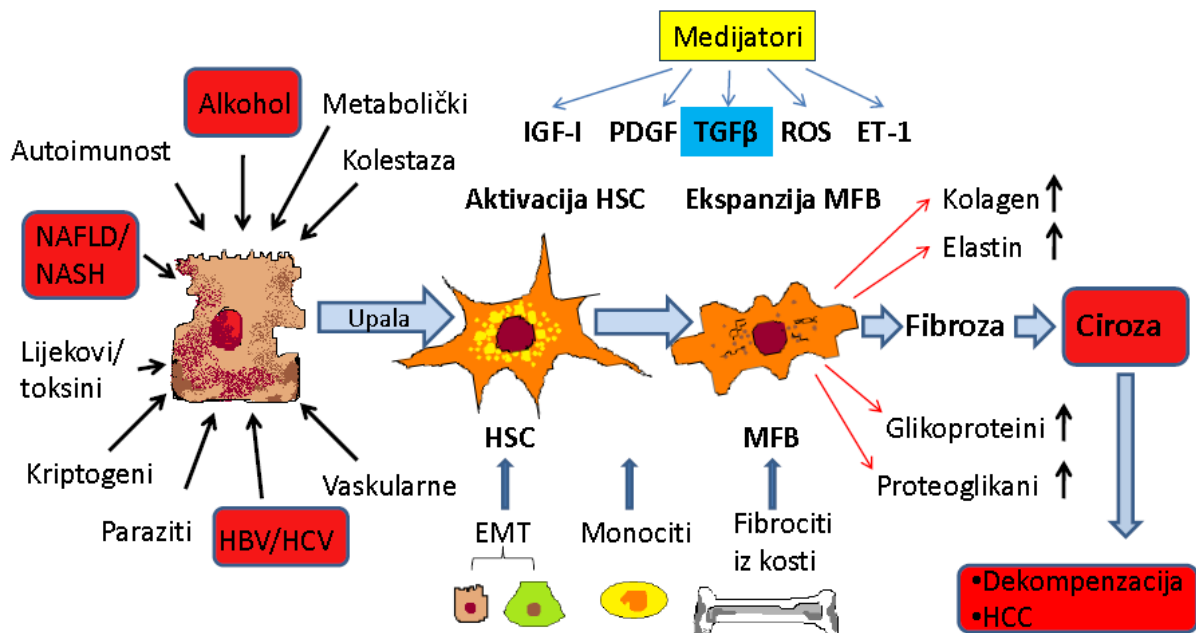 Medijatori
Alkohol
Metabolički
IGF-I PDGF TGFβ ROS ET-1
Autoimunost
Kolestaza
Aktivacija HSC
Ekspanzija MFB
Kolagen
NAFLD/
NASH
Elastin
Upala
Fibroza
Ciroza
Lijekovi/
toksini
HSC
MFB
Glikoproteini
Kriptogeni
Vaskularne
Proteoglikani
Paraziti
HBV/HCV
EMT
Monociti
Fibrociti
iz kosti
•Dekompenzacija
•HCC